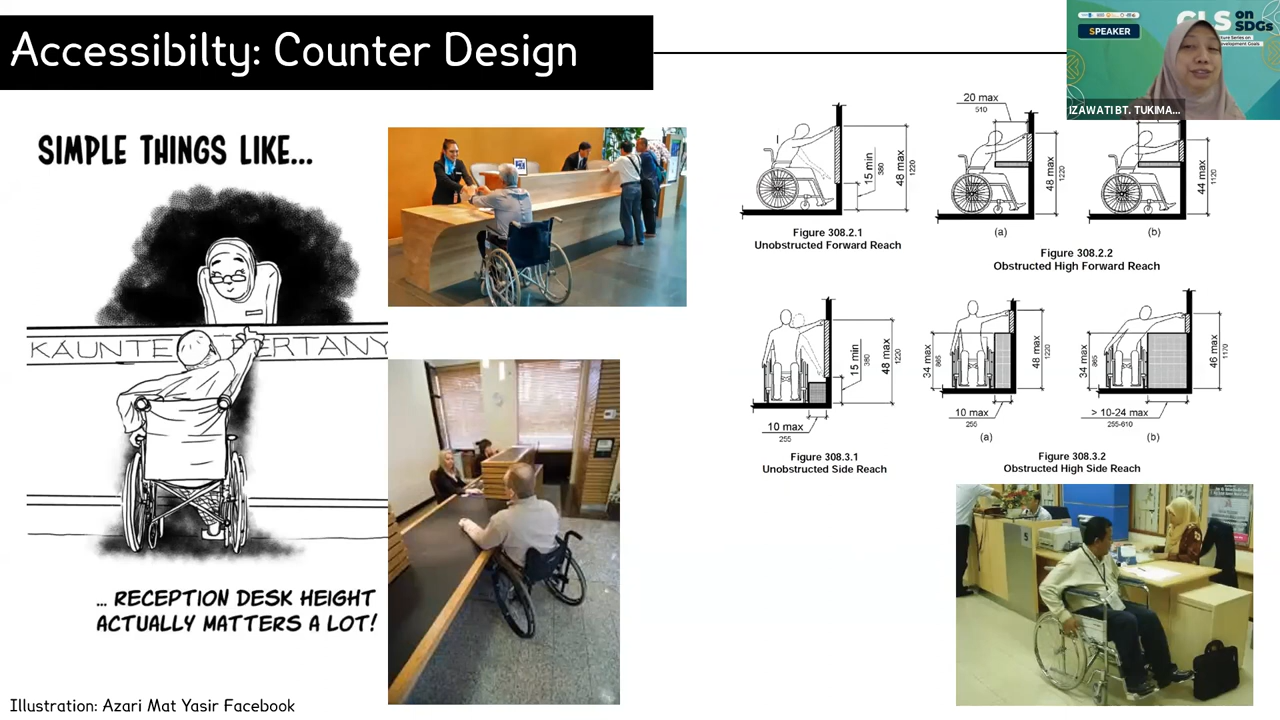 Accessibilty: Counter Design
SPEAKER
CLS on
SDGs
IZAWATI BT. TUKIMA...
SIMPLE THINGS LIKE...
KAUNTE PERTANY
... RECEPTION DESK HEIGHT
ACTUALLY MATTERS A LOT!
Illustration: Azari Mat Yasir Facebook
15 min
380
48 max
1220
Figure 308.2.1
Unobstructed Forward Reach
20 max
510
48 max
1220
(a)
44 max
1120
(b)
Figure 308.2.2
Obstructed High Forward Reach
15 min
380
48 max
1220
10 max
255
Figure 308.3.1
Unobstructed Side Reach
34 max
865
48 max
1220
10 max
255
(a)
34 max
865
46 max
1170
> 10-24 max
255-610
(b)
Figure 308.3.2
Obstructed High Side Reach
5